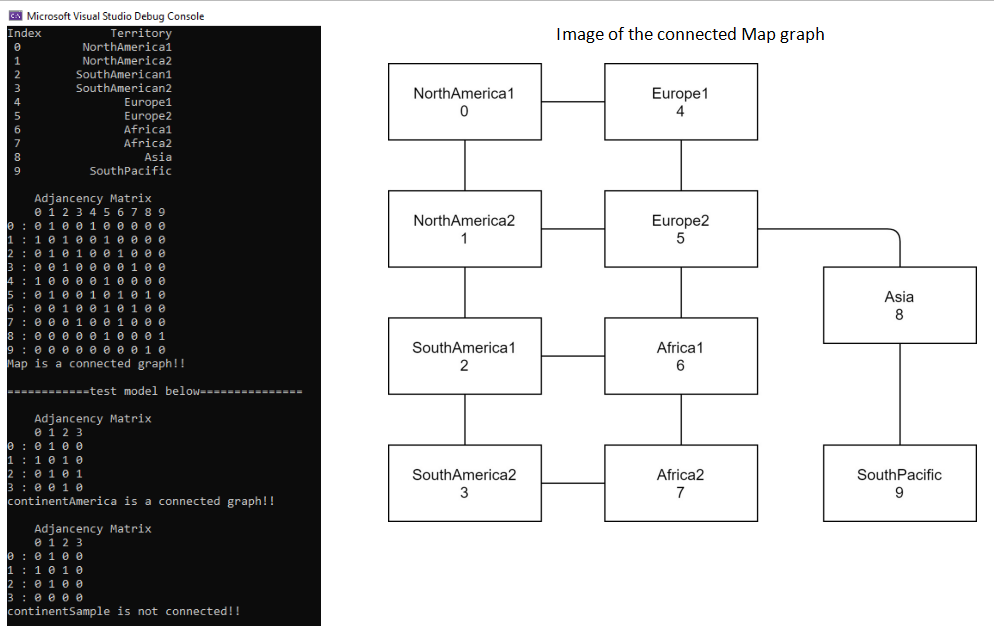 Microsoft Visual Studio Debug Console
Index Territory
0 NorthAmerica1
1 NorthAmerica2
2 SouthAmerican1
3 SouthAmerican2
4 Europe1
5 Europe2
6 Africa1
7 Africa2
8 Asia
9 SouthPacific
Adjancency Matrix
0 1 2 3 4 5 6 7 8 9
0 : 0 1 0 0 1 0 0 0 0 0
1 : 1 0 1 0 0 1 0 0 0 0
2 : 0 1 0 1 0 0 1 0 0 0
3 : 0 0 1 0 0 0 0 1 0 0
4 : 1 0 0 0 0 1 0 0 0 0
5 : 0 1 0 0 1 0 1 0 1 0
6 : 0 0 1 0 0 1 0 1 0 0
7 : 0 0 0 1 0 0 1 0 0 0
8 : 0 0 0 0 0 1 0 0 0 1
9 : 0 0 0 0 0 0 0 0 1 0
Map is a connected graph!!
============test model below===============
Adjancency Matrix
0 1 2 3
0 : 0 1 0 0
1 : 1 0 1 0
2 : 0 1 0 1
3 : 0 0 1 0
continentAmerica is a connected graph!!
Adjancency Matrix
0 1 2 3
0 : 0 1 0 0
1 : 1 0 1 0
2 : 0 1 0 0
3 : 0 0 0 0
continentSample is not connected!!
Image of the connected Map graph
NorthAmerica1
0
Europe1
4
NorthAmerica2
1
Europe2
5
Asia
8
SouthAmerica1
2
Africa1
6
SouthAmerica2
3
Africa2
7
SouthPacific
9